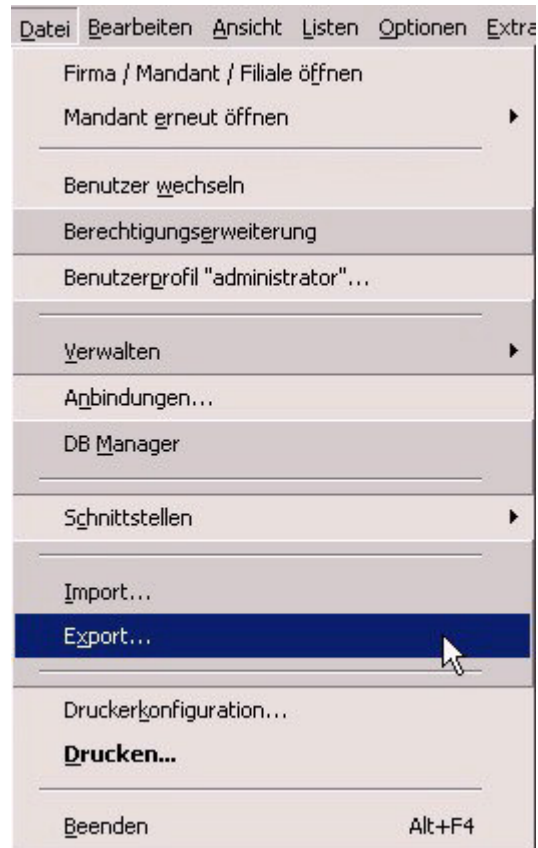 Datei Bearbeiten Ansicht Listen Optionen Extra
Firma / Mandant / Filiale öffnen
Mandant erneut öffnen
Benutzer wechseln
Berechtigungserweiterung
Benutzerprofil "administrator"...
Verwalten
Anbindungen...
DB Manager
Schnittstellen
Import...
Export...
Druckerkonfiguration...
Drucken...
Beenden Alt+F4